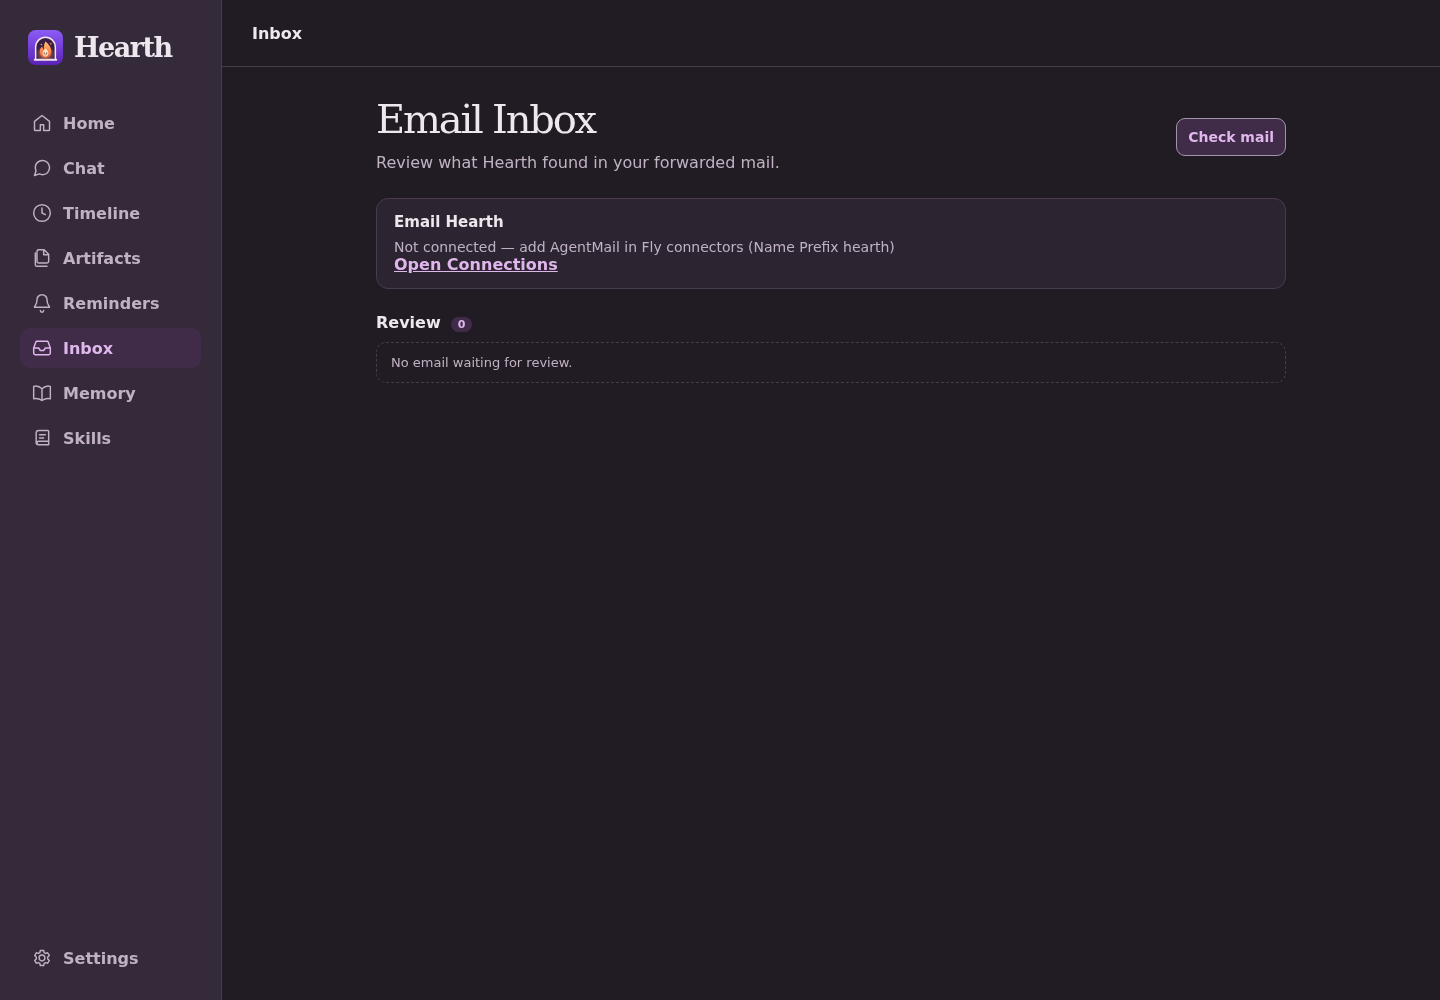 Hearth
Home
Chat
Timeline
Artifacts
Reminders
Inbox
Memory
Skills
Settings
Inbox
Email Inbox
Review what Hearth found in your forwarded mail.
Check mail
Email Hearth
Not connected — add AgentMail in Fly connectors (Name Prefix hearth)
Open Connections
Review 0
No email waiting for review.